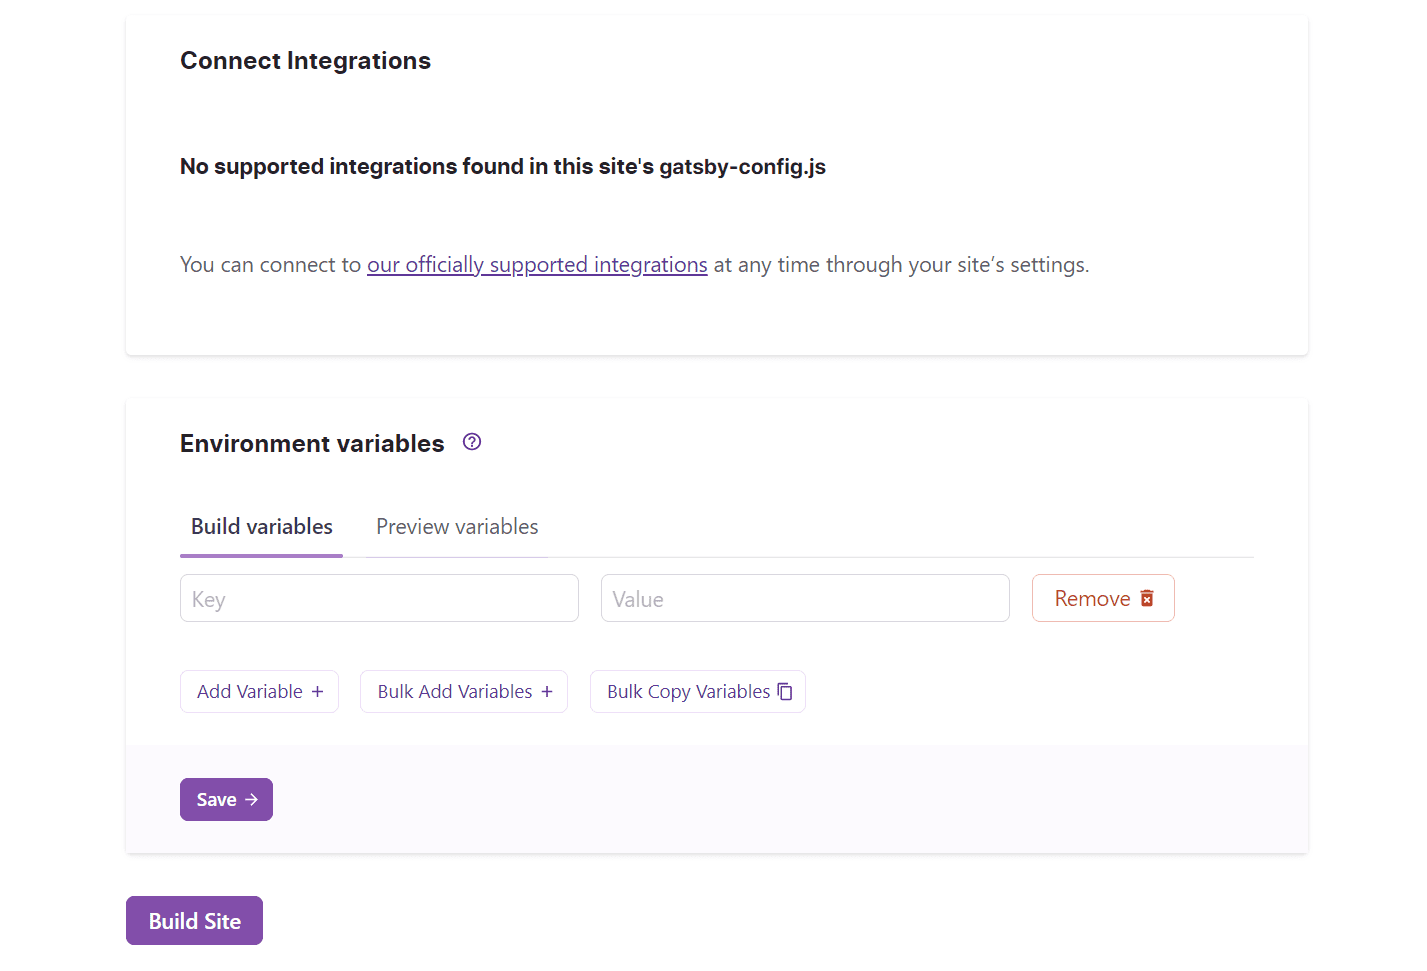 Connect Integrations
No supported integrations found in this site's gatsby-config.js
You can connect to our officially supported integrations at any time through your site’s settings.
Environment variables
Build variables Preview variables
Key Value Remove
Add Variable + Bulk Add Variables + Bulk Copy Variables
Save →
Build Site